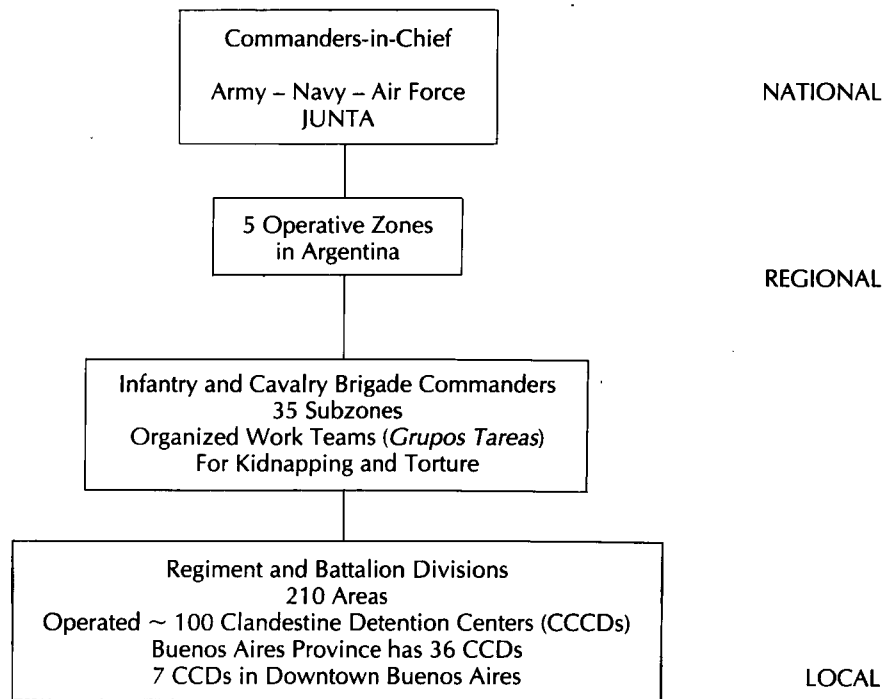 Commanders-in-Chief
Army – Navy – Air Force
JUNTA
NATIONAL
5 Operative Zones
in Argentina
REGIONAL
Infantry and Cavalry Brigade Commanders
35 Subzones
Organized Work Teams (Grupos Tareas)
For Kidnapping and Torture
Regiment and Battalion Divisions
210 Areas
Operated ~ 100 Clandestine Detention Centers (CCCDs)
Buenos Aires Province has 36 CCDs
7 CCDs in Downtown Buenos Aires
LOCAL